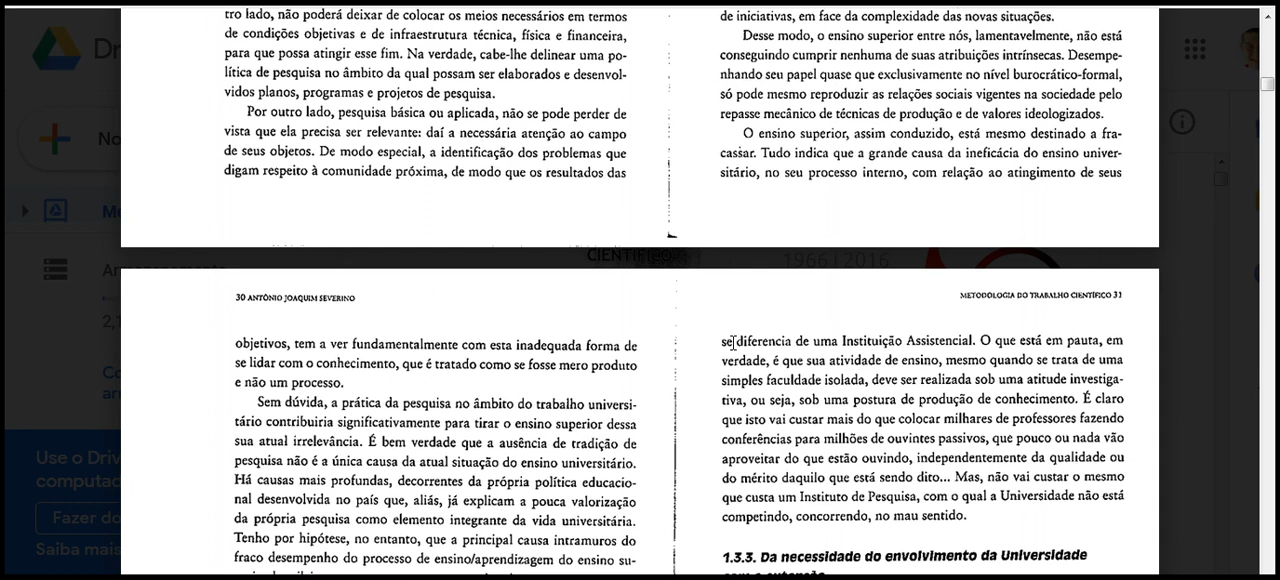 tro lado, não poderá deixar de colocar os meios necessários em termos
de condições objetivas e de infraestrutura técnica, física e financeira,
para que possa atingir esse fim. Na verdade, cabe-lhe delinear uma po-
lítica de pesquisa no âmbito da qual possam ser elaborados e desenvol-
vidos planos, programas e projetos de pesquisa.
Por outro lado, pesquisa básica ou aplicada, não se pode perder de
vista que ela precisa ser relevante: daí a necessária atenção ao campo
de seus objetos. De modo especial, a identificação dos problemas que
digam respeito à comunidade próxima, de modo que os resultados das
de iniciativas, em face da complexidade das novas situações.
Desse modo, o ensino superior entre nós, lamentavelmente, não está
conseguindo cumprir nenhuma de suas atribuições intrínsecas. Desempe-
nhando seu papel quase que exclusivamente no nível burocrático-formal,
só pode mesmo reproduzir as relações sociais vigentes na sociedade pelo
repasse mecânico de técnicas de produção e de valores ideologizados.
O ensino superior, assim conduzido, está mesmo destinado a fra-
cassar. Tudo indica que a grande causa da ineficácia do ensino univer-
sitário, no seu processo interno, com relação ao atingimento de seus
CIENTÍFICO
1966 | 2016
30 ANTÔNIO JOAQUIM SEVERINO
objetivos, tem a ver fundamentalmente com esta inadequada forma de
se lidar com o conhecimento, que é tratado como se fosse mero produto
e não um processo.
Sem dúvida, a prática da pesquisa no âmbito do trabalho universi-
tário contribuiria significativamente para tirar o ensino superior dessa
sua atual irrelevância. É bem verdade que a ausência de tradição de
pesquisa não é a única causa da atual situação do ensino universitário.
Há causas mais profundas, decorrentes da própria política educacio-
nal desenvolvida no país que, aliás, já explicam a pouca valorização
da própria pesquisa como elemento integrante da vida universitária.
Tenho por hipótese, no entanto, que a principal causa intramuros do
fraco desempenho do processo de ensino/aprendizagem do ensino su-
METODOLOGIA DO TRABALHO CIENTÍFICO 31
se diferencia de uma Instituição Assistencial. O que está em pauta, em
verdade, é que sua atividade de ensino, mesmo quando se trata de uma
simples faculdade isolada, deve ser realizada sob uma atitude investiga-
tiva, ou seja, sob uma postura de produção de conhecimento. É claro
que isto vai custar mais do que colocar milhares de professores fazendo
conferências para milhões de ouvintes passivos, que pouco ou nada vão
aproveitar do que estão ouvindo, independentemente da qualidade ou
do mérito daquilo que está sendo dito... Mas, não vai custar o mesmo
que custa um Instituto de Pesquisa, com o qual a Universidade não está
competindo, concorrendo, no mau sentido.
1.3.3. Da necessidade do envolvimento da Universidade
Use o Driv
computad
Fazer do
Saiba mais